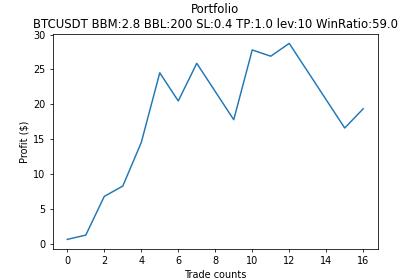 Portfolio
BTCUSDT BBM:2.8 BBL:200 SL:0.4 TP:1.0 lev:10 WinRatio:59.0
30
25
20
15
10
5
0
Profit ($)
0 2 4 6 8 10 12 14 16
Trade counts